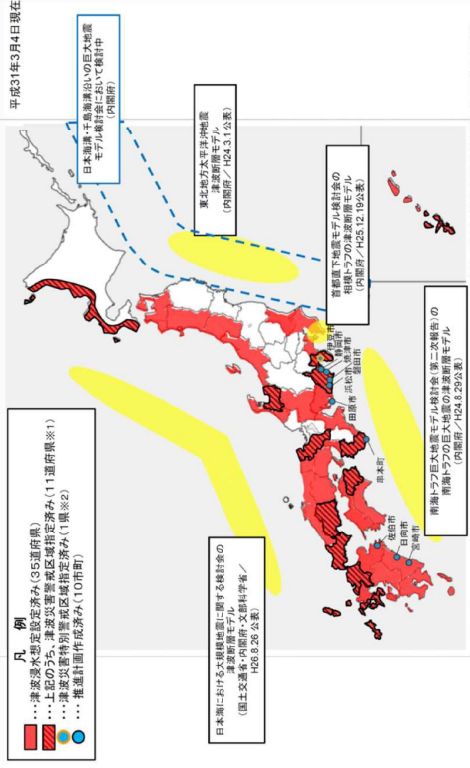 平成31年3月4日現在
凡 例
･･･津波浸水想定設定済み(35道府県)
･･･上記のうち、津波災害警戒区域指定済み(11道府県※1)
･･･津波災害特別警戒区域指定済み(1県※2)
･･･推進計画作成済み(10市町)
日本海溝・千島海溝沿いの巨大地震
モデル検討会において検討中
(内閣府)
東北地方太平洋沖地震
津波断層モデル
(内閣府/H24.3.1公表)
首都直下地震モデル検討会の
相模トラフの津波断層モデル
(内閣府/H25.12.19公表)
日本海における大規模地震に関する検討会の
津波断層モデル
(国土交通省・内閣府・文部科学省/
H26.8.26 公表)
南海トラフ巨大地震モデル検討会(第二次報告)の
南海トラフの巨大地震の津波断層モデル
(内閣府/H24.8.29公表)
伊豆市
静岡市
焼津市
磐田市
浜松市
田原市
串本町
佐伯市
日向市
宮崎市